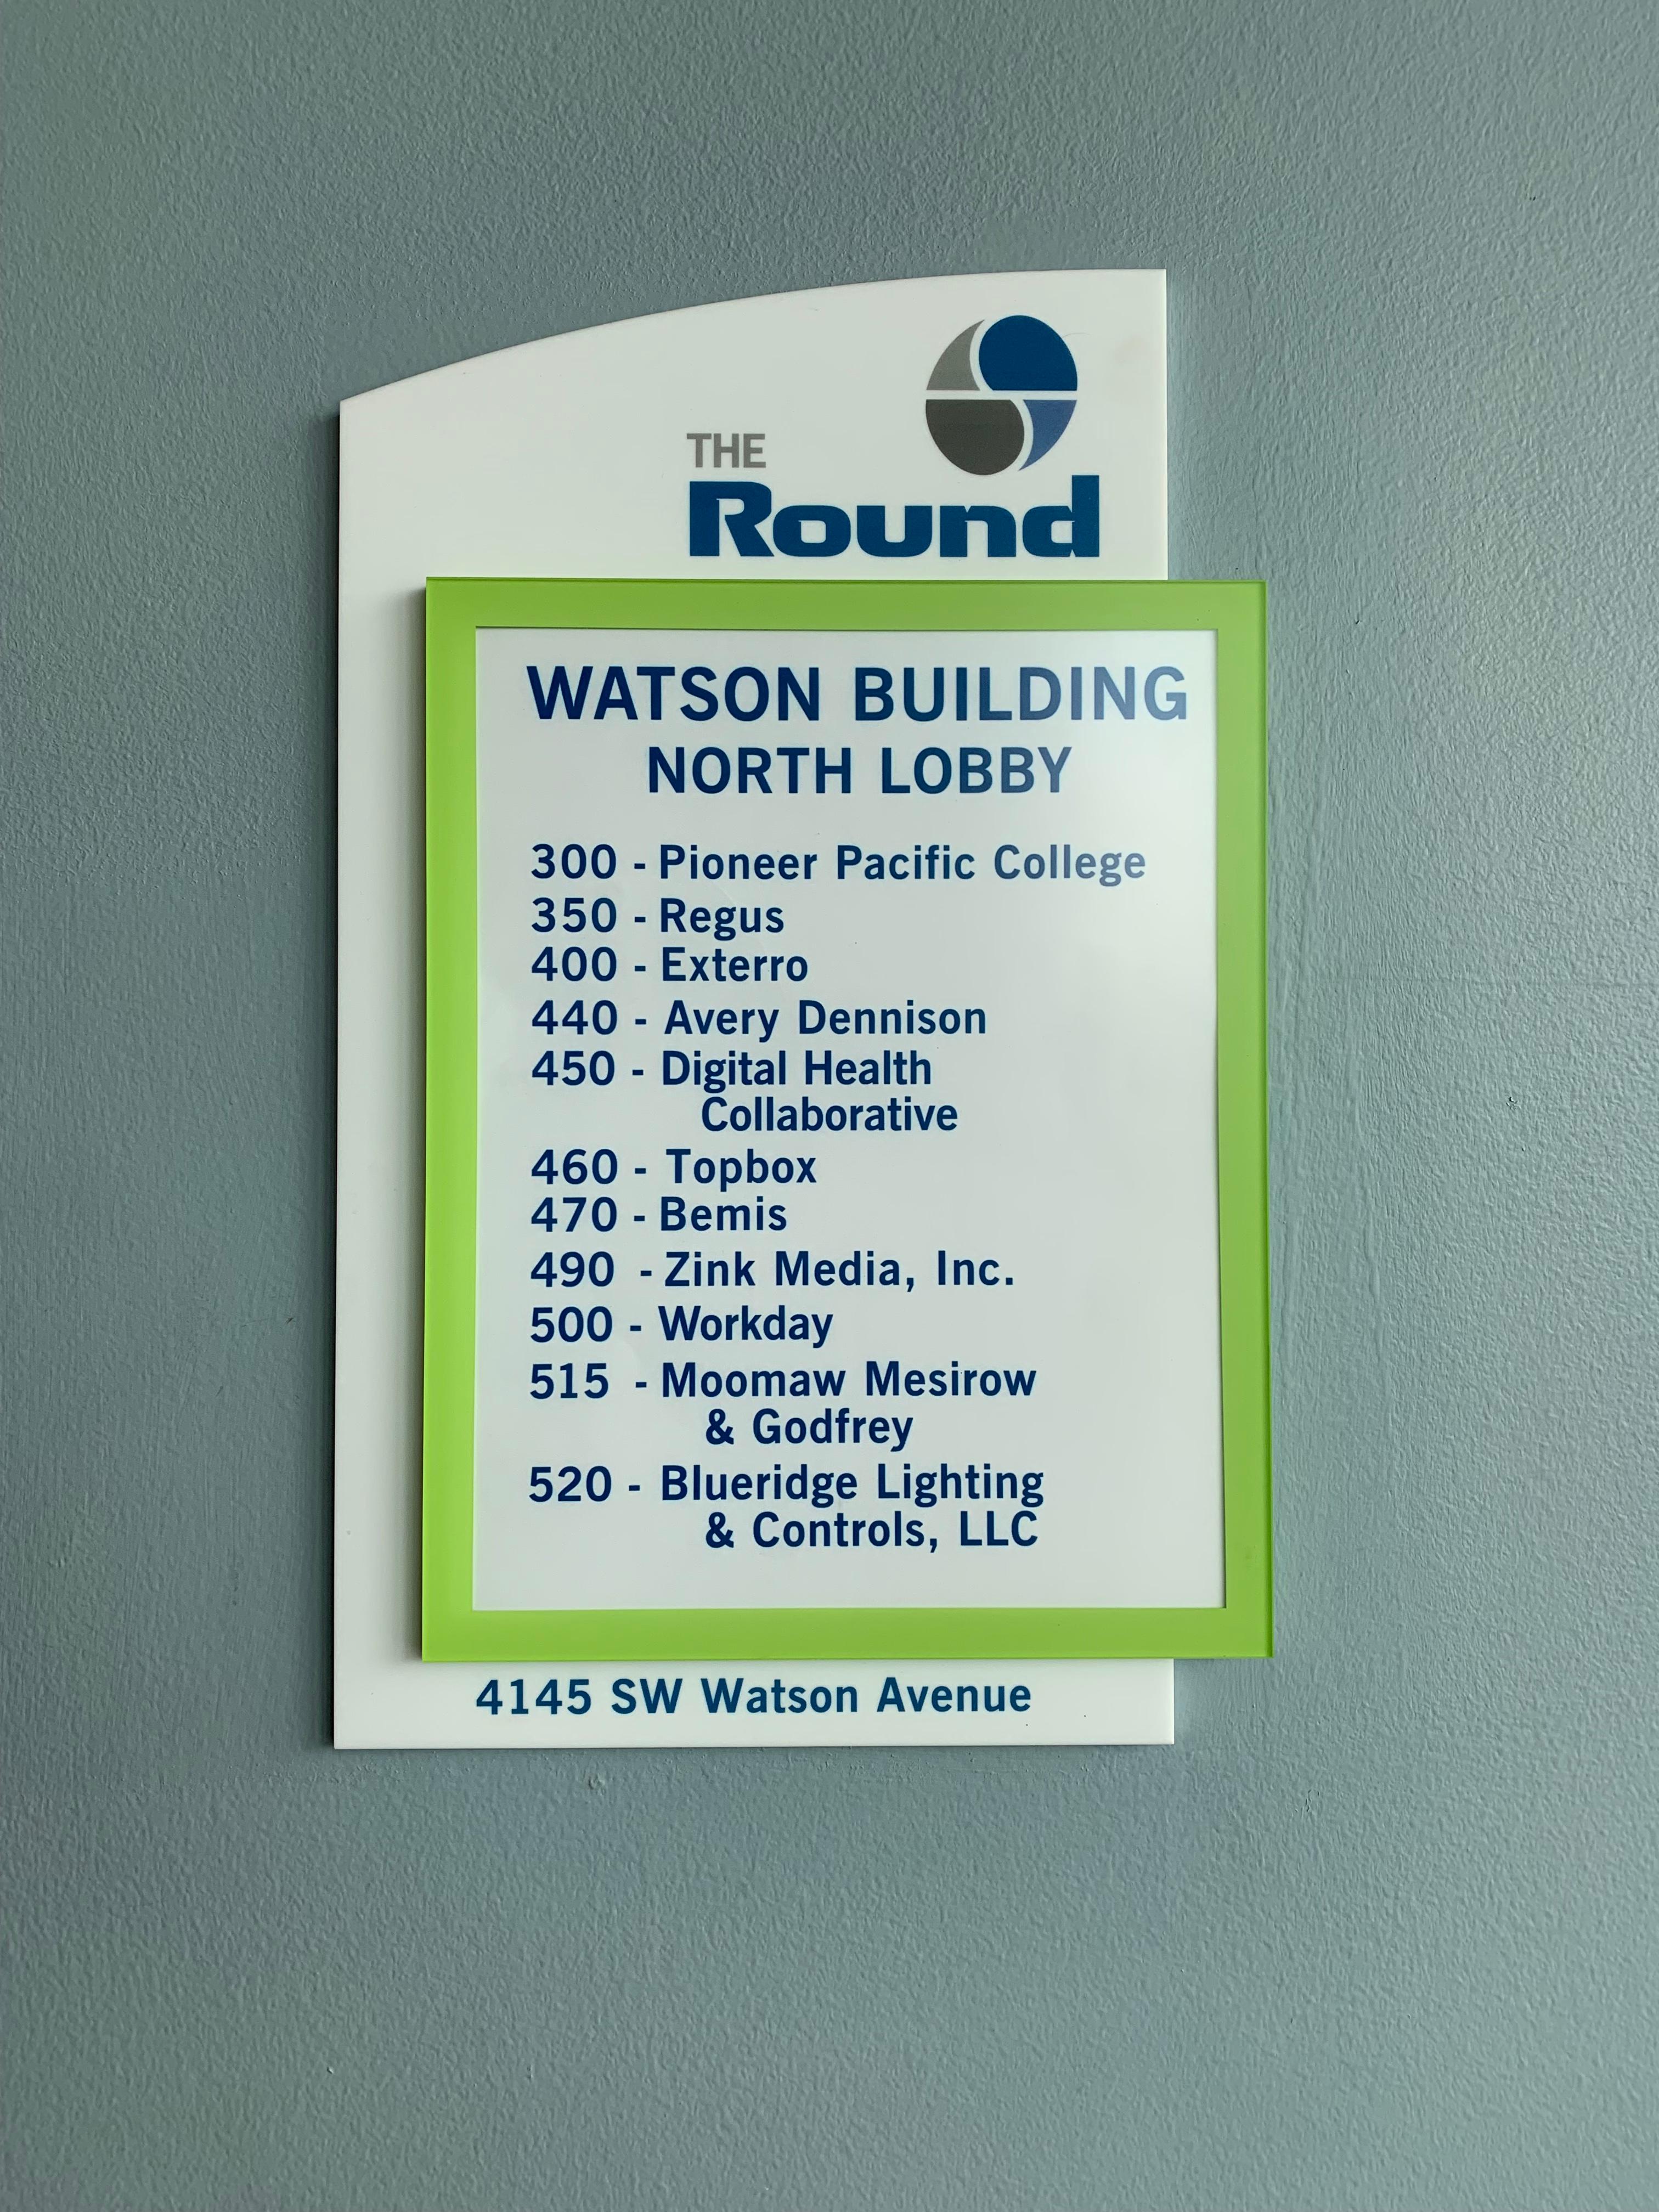 THE
Round
WATSON BUILDING
NORTH LOBBY
300 - Pioneer Pacific College
350 - Regus
400 - Exterro
440 - Avery Dennison
450 - Digital Health
Collaborative
460 - Topbox
470 - Bemis
490 - Zink Media, Inc.
500 - Workday
515 - Moomaw Mesirow
& Godfrey
520 - Blueridge Lighting
& Controls, LLC
4145 SW Watson Avenue